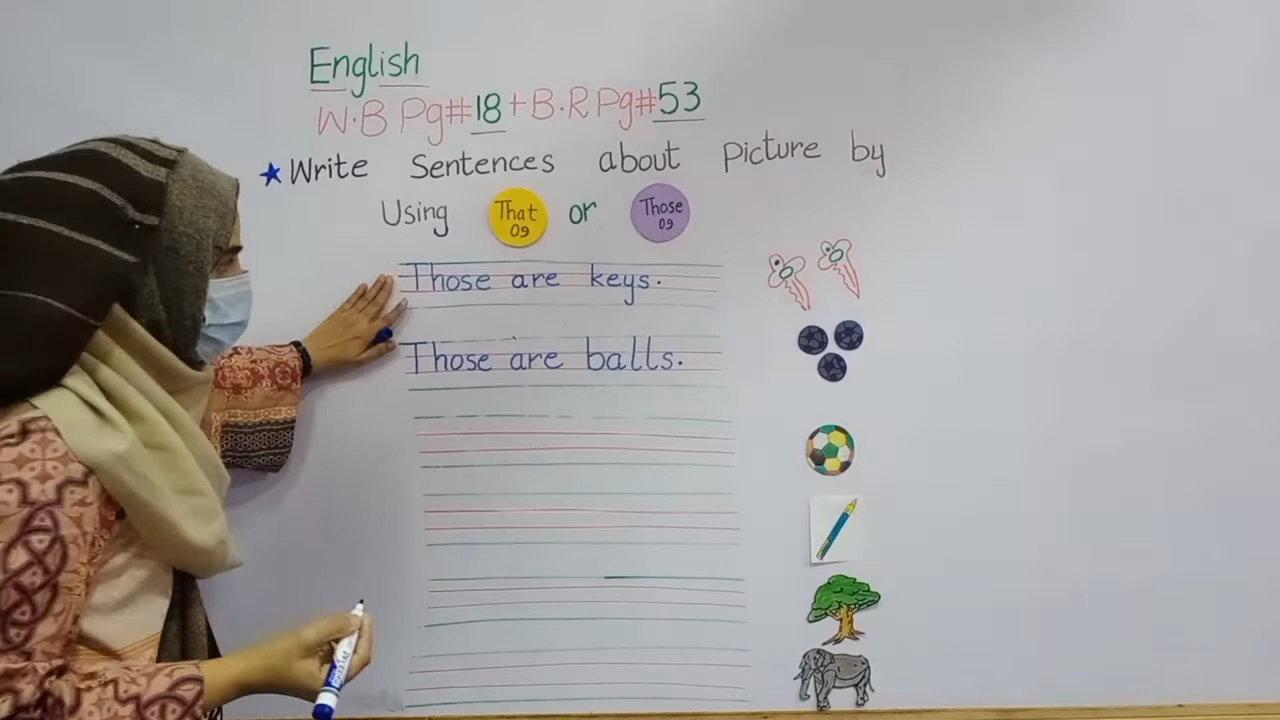 English
W.B Pg#18 + B.R Pg#53
★ Write Sentences about Picture by
Using That 09 or Those 09
Those are keys.
Those are balls.